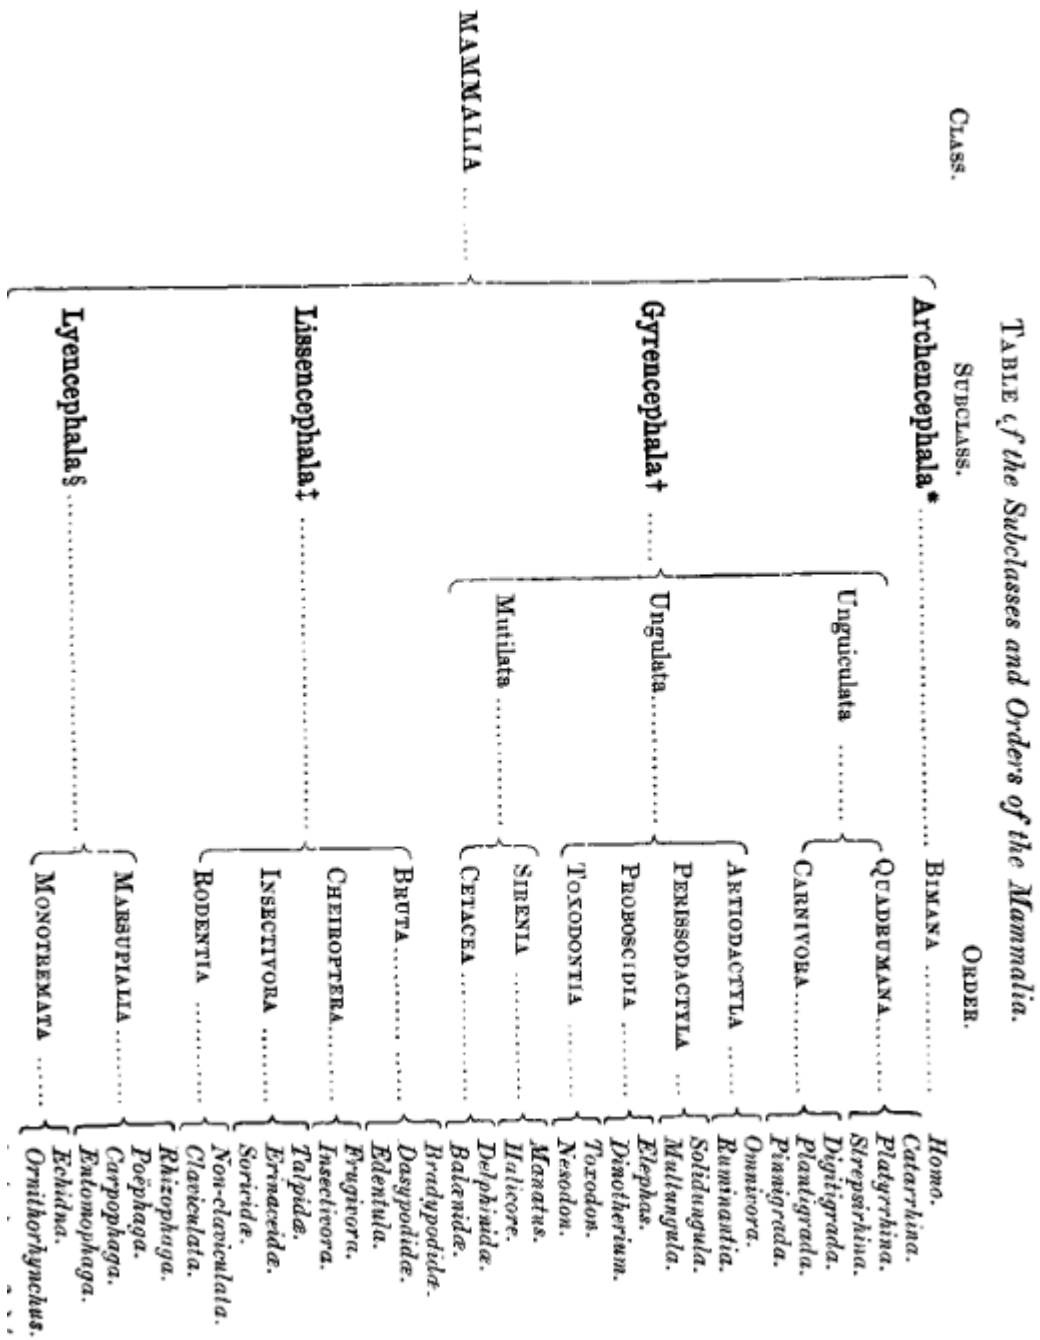 TABLE of the Subclasses and Orders of the Mammalia.
CLASS. SUBCLASS. ORDER.
Archencephala* .......... BIMANA .......... Homo.
Catarrhina.
QUADRUMANA.......... Platyrrhina.
Strepsirhina.
Unguiculata ..........
Digitigrada.
CARNIVORA.......... Plantigrada.
Pinnigrada.
Omnivora.
ARTIODACTYLA .......... Ruminantia.
Solidungula.
PERISSODACTYLA ... Multungula.
Gyrencephala† ...... Ungulata..........
Elephas.
PROBOSCIDIA .......... Dinotherium.
Toxodon.
TOXODONTIA .......... Nesodon.
Manatus.
SIRENIA .......... Halicore.
Mutilata ..........
Delphinidæ.
CETACEA .......... Balænidæ.
MAMMALIA ......
Bradypodidæ.
BRUTA .......... Dasypodidæ.
Edentula.
Frugivora.
CHEIROPTERA.......... Insectivora.
Lissencephala‡ ..........
Talpidæ.
INSECTIVORA .......... Erinaceidæ.
Soricidæ.
Non-claviculata.
RODENTIA .......... Claviculata.
Rhizophaga.
Poëphaga.
MARSUPIALIA .......... Carpophaga.
Entomophaga.
Lyencephala§ ..........
Echidna.
MONOTREMATA ...... Ornithorhynchus.